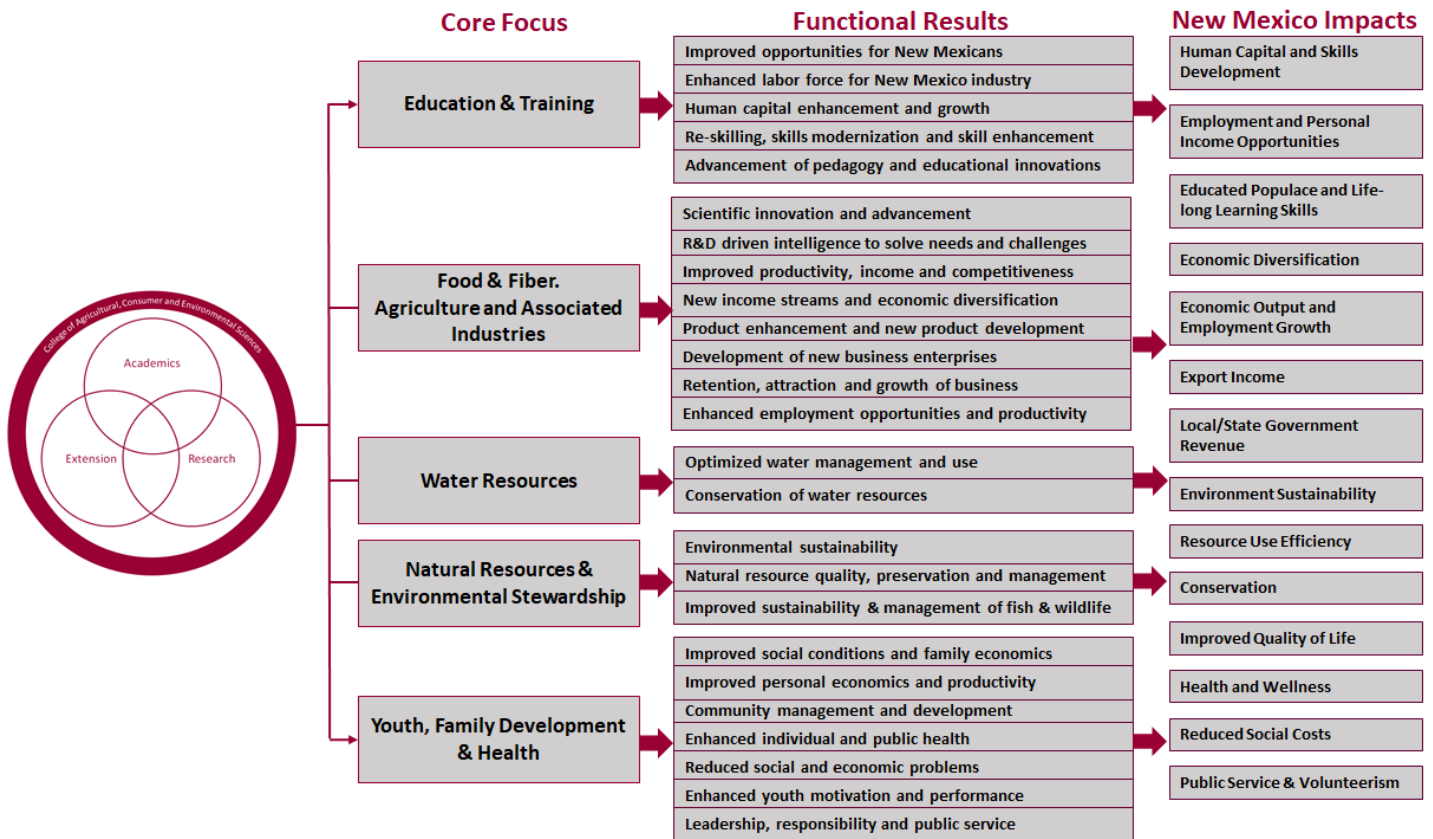 Core Focus
Functional Results
New Mexico Impacts
College of Agricultural, Consumer and Environmental Sciences
Academics
Extension
Research
Education & Training
Food & Fiber.
Agriculture and Associated
Industries
Water Resources
Natural Resources &
Environmental Stewardship
Youth, Family Development
& Health
Improved opportunities for New Mexicans
Enhanced labor force for New Mexico industry
Human capital enhancement and growth
Re-skilling, skills modernization and skill enhancement
Advancement of pedagogy and educational innovations
Scientific innovation and advancement
R&D driven intelligence to solve needs and challenges
Improved productivity, income and competitiveness
New income streams and economic diversification
Product enhancement and new product development
Development of new business enterprises
Retention, attraction and growth of business
Enhanced employment opportunities and productivity
Optimized water management and use
Conservation of water resources
Environmental sustainability
Natural resource quality, preservation and management
Improved sustainability & management of fish & wildlife
Improved social conditions and family economics
Improved personal economics and productivity
Community management and development
Enhanced individual and public health
Reduced social and economic problems
Enhanced youth motivation and performance
Leadership, responsibility and public service
Human Capital and Skills
Development
Employment and Personal
Income Opportunities
Educated Populace and Life-
long Learning Skills
Economic Diversification
Economic Output and
Employment Growth
Export Income
Local/State Government
Revenue
Environment Sustainability
Resource Use Efficiency
Conservation
Improved Quality of Life
Health and Wellness
Reduced Social Costs
Public Service & Volunteerism